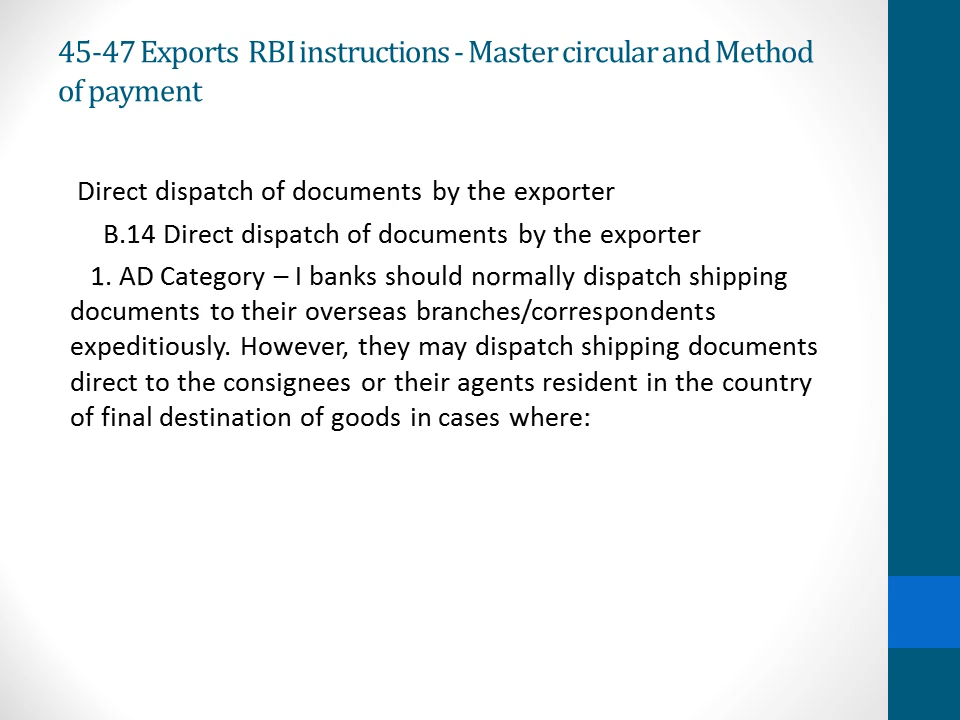 45-47 Exports RBI instructions - Master circular and Method
of payment
Direct dispatch of documents by the exporter
B.14 Direct dispatch of documents by the exporter
1. AD Category – I banks should normally dispatch shipping
documents to their overseas branches/correspondents
expeditiously. However, they may dispatch shipping documents
direct to the consignees or their agents resident in the country
of final destination of goods in cases where: